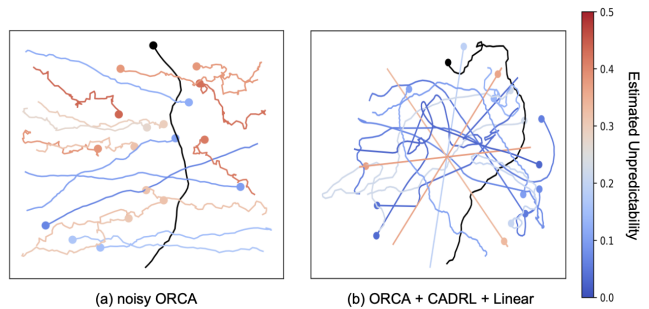 0.5
0.4
0.3
0.2
0.1
0.0
Estimated Unpredictability
(a) noisy ORCA
(b) ORCA + CADRL + Linear